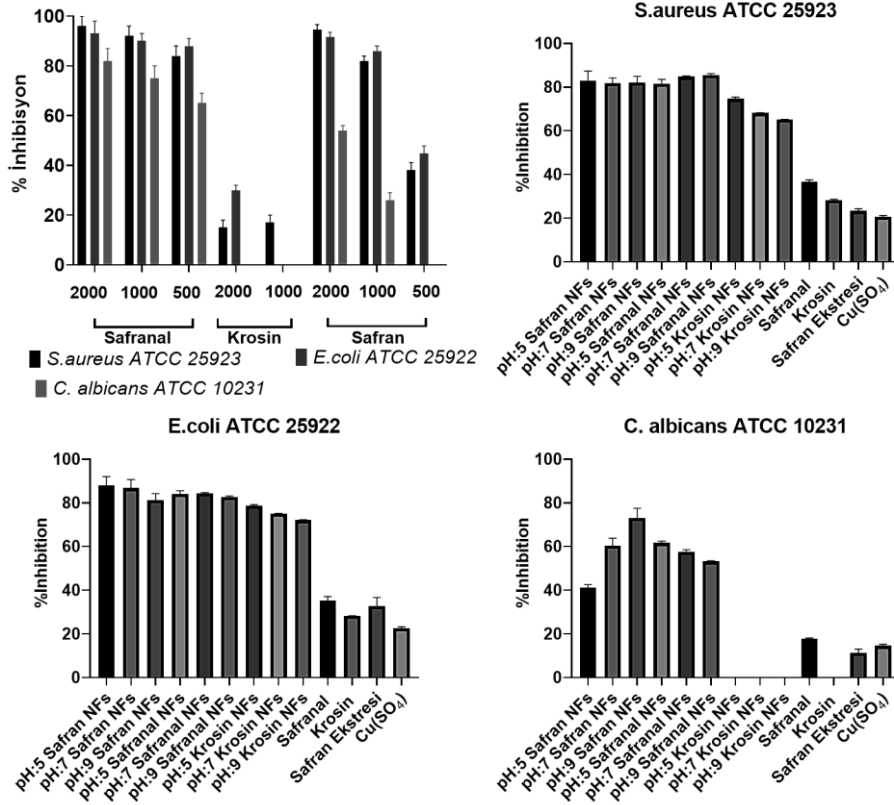 % İnhibisyon
100
80
60
40
20
0
2000 1000 500 2000 1000 2000 1000 500
Safranal Krosin Safran
S.aureus ATCC 25923 E.coli ATCC 25922
C. albicans ATCC 10231
S.aureus ATCC 25923
%Inhibition
100
80
60
40
20
0
pH:5 Safran NFs
pH:7 Safran NFs
pH:9 Safran NFs
pH:5 Safranal NFs
pH:7 Safranal NFs
pH:9 Safranal NFs
pH:5 Krosin NFs
pH:7 Krosin NFs
pH:9 Krosin NFs
Safranal
Krosin
Safran Ekstresi
Cu(SO₄)
E.coli ATCC 25922
%Inhibition
100
80
60
40
20
0
pH:5 Safran NFs
pH:7 Safran NFs
pH:9 Safran NFs
pH:5 Safranal NFs
pH:7 Safranal NFs
pH:9 Safranal NFs
pH:5 Krosin NFs
pH:7 Krosin NFs
pH:9 Krosin NFs
Safranal
Krosin
Safran Ekstresi
Cu(SO₄)
C. albicans ATCC 10231
%Inhibition
100
80
60
40
20
0
pH:5 Safran NFs
pH:7 Safran NFs
pH:9 Safran NFs
pH:5 Safranal NFs
pH:7 Safranal NFs
pH:9 Safranal NFs
pH:5 Krosin NFs
pH:7 Krosin NFs
pH:9 Krosin NFs
Safranal
Krosin
Safran Ekstresi
Cu(SO₄)